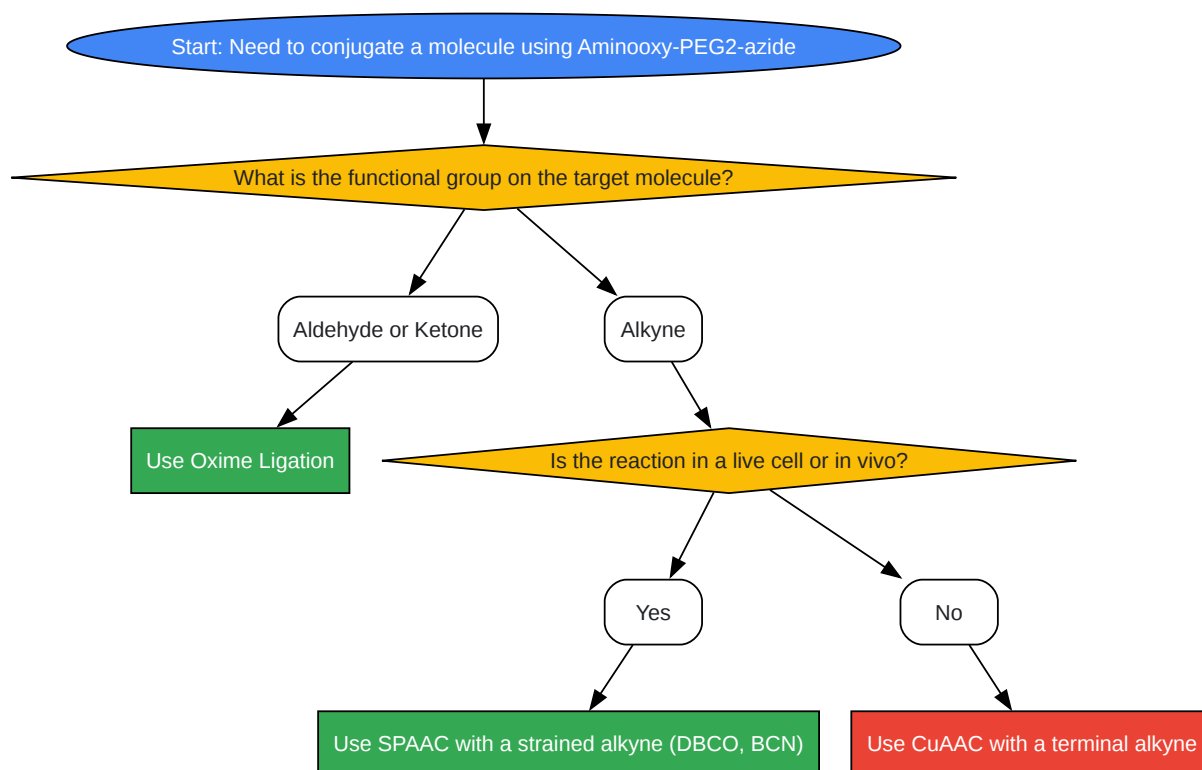 Start: Need to conjugate a molecule using Aminooxy-PEG2-azide
What is the functional group on the target molecule?
Aldehyde or Ketone
Alkyne
Use Oxime Ligation
Is the reaction in a live cell or in vivo?
Yes
No
Use SPAAC with a strained alkyne (DBCO, BCN)
Use CuAAC with a terminal alkyne